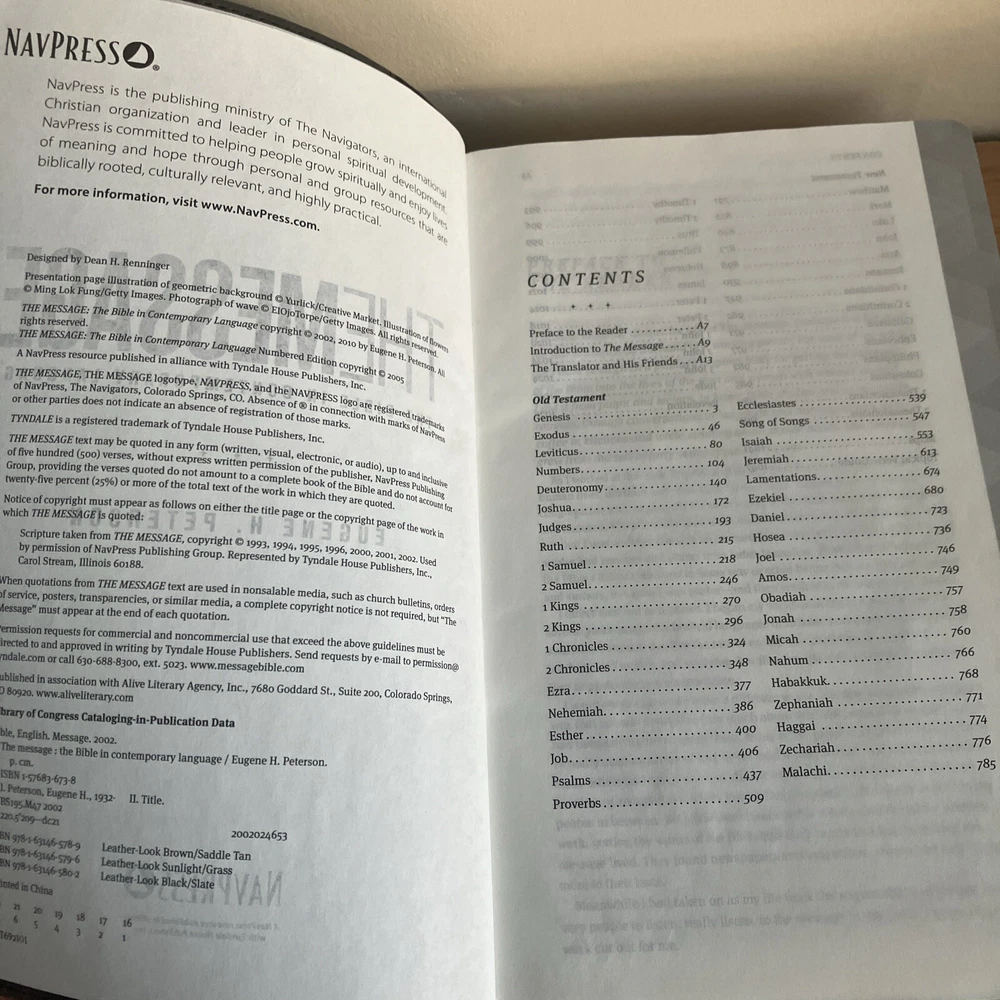 NAVPRESS
NavPress is the publishing ministry of The Navigators, an international
Christian organization and leader in personal spiritual development.
NavPress is committed to helping people grow spiritually and enjoy lives
of meaning and hope through personal and group resources that are
biblically rooted, culturally relevant, and highly practical.
For more information, visit www.NavPress.com.
Designed by Dean H. Renninger
Presentation page illustration of geometric background © Yurlick/Creative Market. Illustration of flowers
© Ming Lok Fung/Getty Images. Photograph of wave © EIOjoTorpe/Getty Images. All rights reserved.
THE MESSAGE: The Bible in Contemporary Language copyright © 2002, 2010 by Eugene H. Peterson. All
rights reserved.
THE MESSAGE: The Bible in Contemporary Language Numbered Edition copyright © 2005
A NavPress resource published in alliance with Tyndale House Publishers, Inc.
THE MESSAGE, THE MESSAGE logotype, NAVPRESS, and the NAVPRESS logo are registered trademarks
of NavPress, The Navigators, Colorado Springs, CO. Absence of ® in connection with marks of NavPress
or other parties does not indicate an absence of registration of those marks.
TYNDALE is a registered trademark of Tyndale House Publishers, Inc.
THE MESSAGE text may be quoted in any form (written, visual, electronic, or audio), up to and inclusive
of five hundred (500) verses, without express written permission of the publisher, NavPress Publishing
Group, providing the verses quoted do not amount to a complete book of the Bible and do not account for
twenty-five percent (25%) or more of the total text of the work in which they are quoted.
Notice of copyright must appear as follows on either the title page or the copyright page of the work in
which THE MESSAGE is quoted:
Scripture taken from THE MESSAGE, copyright © 1993, 1994, 1995, 1996, 2000, 2001, 2002. Used
by permission of NavPress Publishing Group. Represented by Tyndale House Publishers, Inc.,
Carol Stream, Illinois 60188.
When quotations from THE MESSAGE text are used in nonsalable media, such as church bulletins, orders
of service, posters, transparencies, or similar media, a complete copyright notice is not required, but "The
Message" must appear at the end of each quotation.
ermission requests for commercial and noncommercial use that exceed the above guidelines must be
irected to and approved in writing by Tyndale House Publishers. Send requests by e-mail to permission@
yndale.com or call 630-688-8300, ext. 5023. www.messagebible.com
ublished in association with Alive Literary Agency, Inc., 7680 Goddard St., Suite 200, Colorado Springs,
O 80920. www.aliveliterary.com
brary of Congress Cataloging-in-Publication Data
ble, English. Message. 2002.
The message : the Bible in contemporary language / Eugene H. Peterson.
p. cm.
ISBN 1-57683-673-8
I. Peterson, Eugene H., 1932- II. Title.
BS195.M47 2002
220.5'209—dc21
2002024653
BN 978-1-63146-578-9 Leather-Look Brown/Saddle Tan
BN 978-1-63146-579-6 Leather-Look Sunlight/Grass
BN 978-1-63146-580-2 Leather-Look Black/Slate
inted in China
21 20 19 18 17 16
6 5 4 3 2 1
CONTENTS
Preface to the Reader ............ A7
Introduction to The Message ...... A9
The Translator and His Friends ... A13
Old Testament
Genesis ............ 3
Exodus ............ 46
Leviticus ............ 80
Numbers ............ 104
Deuteronomy ............ 140
Joshua ............ 172
Judges ............ 193
Ruth ............ 215
1 Samuel ............ 218
2 Samuel ............ 246
1 Kings ............ 270
2 Kings ............ 296
1 Chronicles ............ 324
2 Chronicles ............ 348
Ezra ............ 377
Nehemiah ............ 386
Esther ............ 400
Job ............ 406
Psalms ............ 437
Proverbs ............ 509
Ecclesiastes ............ 539
Song of Songs ............ 547
Isaiah ............ 553
Jeremiah ............ 613
Lamentations ............ 674
Ezekiel ............ 680
Daniel ............ 723
Hosea ............ 736
Joel ............ 746
Amos ............ 749
Obadiah ............ 757
Jonah ............ 758
Micah ............ 760
Nahum ............ 766
Habakkuk ............ 768
Zephaniah ............ 771
Haggai ............ 774
Zechariah ............ 776
Malachi ............ 785